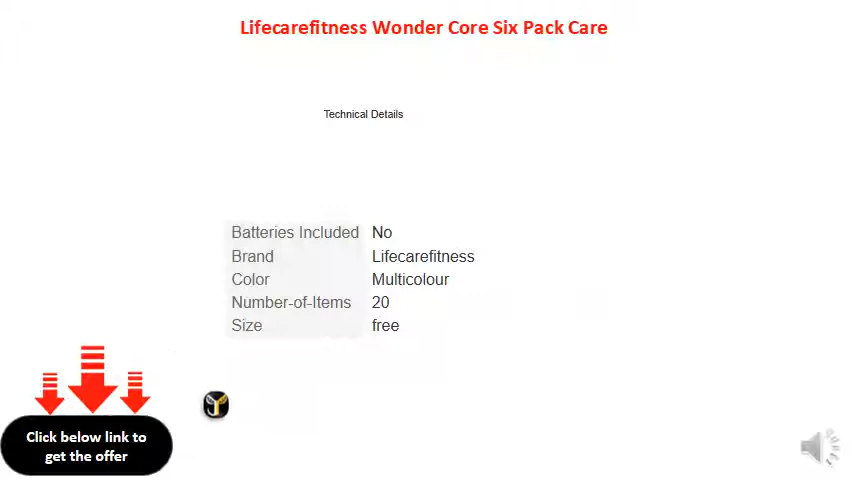 Lifecarefitness Wonder Core Six Pack Care
Technical Details
Batteries Included No
Brand Lifecarefitness
Color Multicolour
Number-of-Items 20
Size free
Click below link to
get the offer